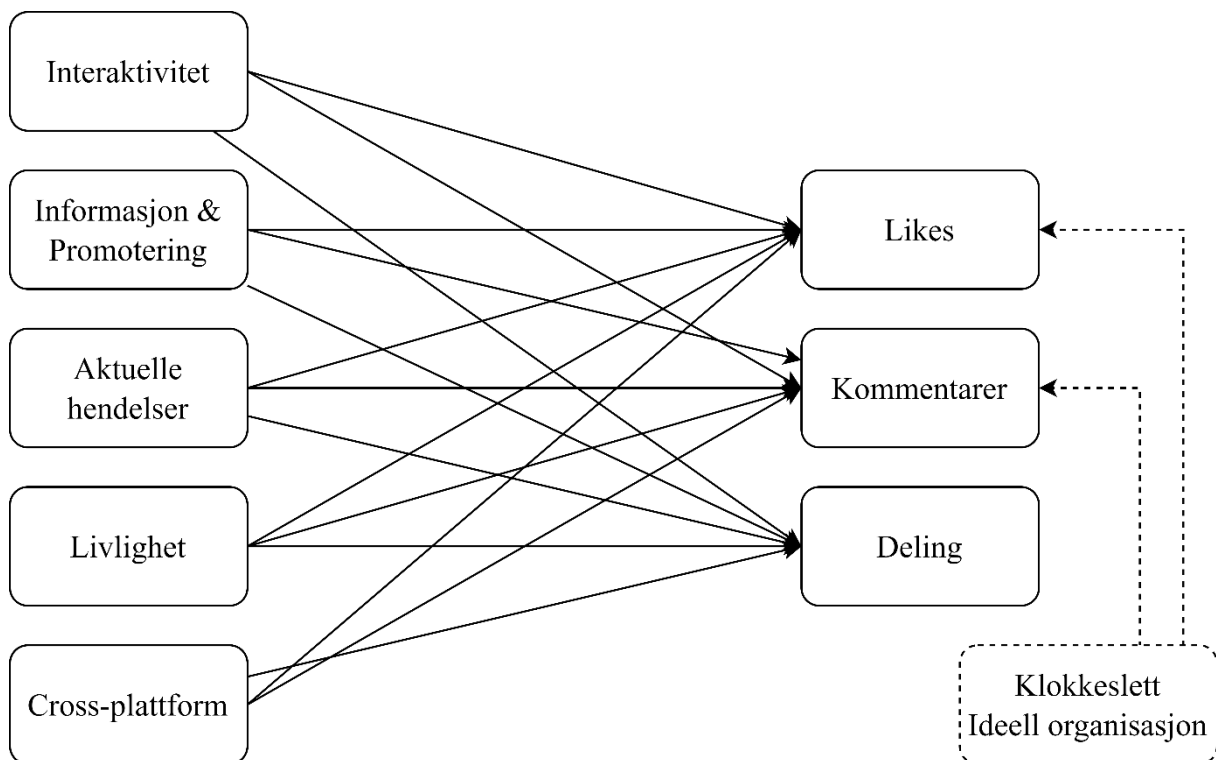 Interaktivitet
Informasjon &
Promotering
Aktuelle
hendelser
Livlighet
Cross-plattform
Likes
Kommentarer
Deling
Klokkeslett
Ideell organisasjon